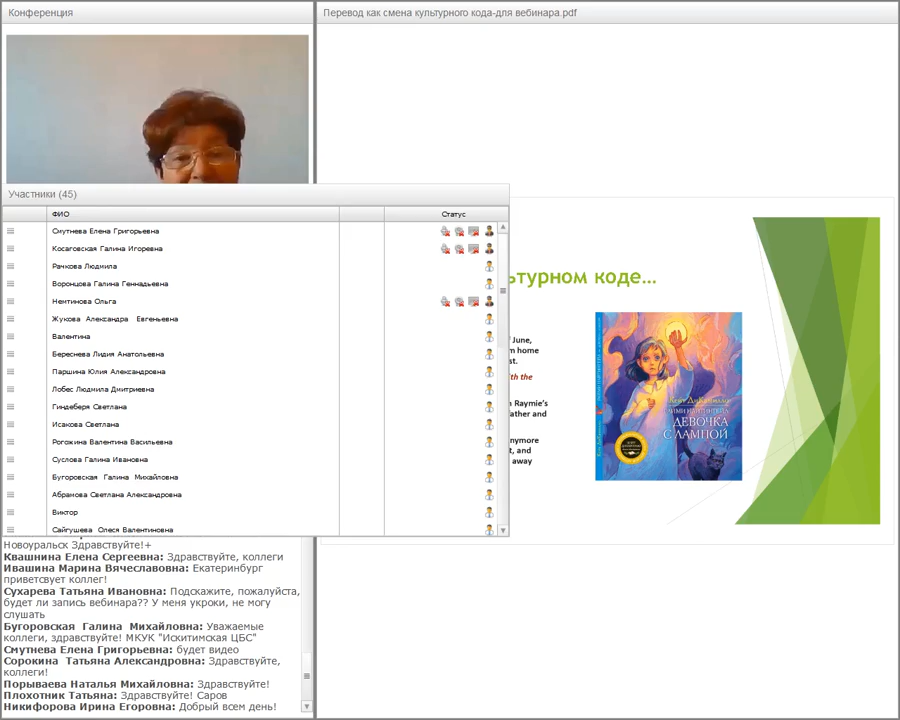 Конференция
Перевод как смена культурного кода-для вебинара.pdf
Участники (45)
ФИО
Статус
Смутнева Елена Григорьевна
Косаговская Галина Игоревна
Рачкова Людмила
Воронцова Галина Геннадьевна
Немтинова Ольга
Жукова Александра Евгеньевна
Валентина
Береснева Лидия Анатольевна
Паршина Юлия Александровна
Лобес Людмила Дмитриевна
Гиндеберя Светлана
Исакова Светлана
Рогожина Валентина Васильевна
Суслова Галина Ивановна
Бугоровская Галина Михайловна
Абрамова Светлана Александровна
Виктор
Сайгушева Олеся Валентиновна
ьтурном коде...
June,
m home
st.
ith the
n Raymie's
father and
nymore
t, and
away
Кейт ДиКамилло
ДЕВОЧКА
С ЛАМПОЙ
Новоуральск Здравствуйте!+
Квашнина Елена Сергеевна: Здравствуйте, коллеги
Ивашина Марина Вячеславовна: Екатеринбург
приветсвует коллег!
Сухарева Татьяна Ивановна: Подскажите, пожалуйста,
будет ли запись вебинара?? У меня укроки, не могу
слушать
Бугоровская Галина Михайловна: Уважаемые
коллеги, здравствуйте! МКУК "Искитимская ЦБС"
Смутнева Елена Григорьевна: будет видео
Сорокина Татьяна Александровна: Здравствуйте,
коллеги!
Порываева Наталья Михайловна: Здравствуйте!
Плохотник Татьяна: Здравствуйте! Саров
Никифорова Ирина Егоровна: Добрый всем день!